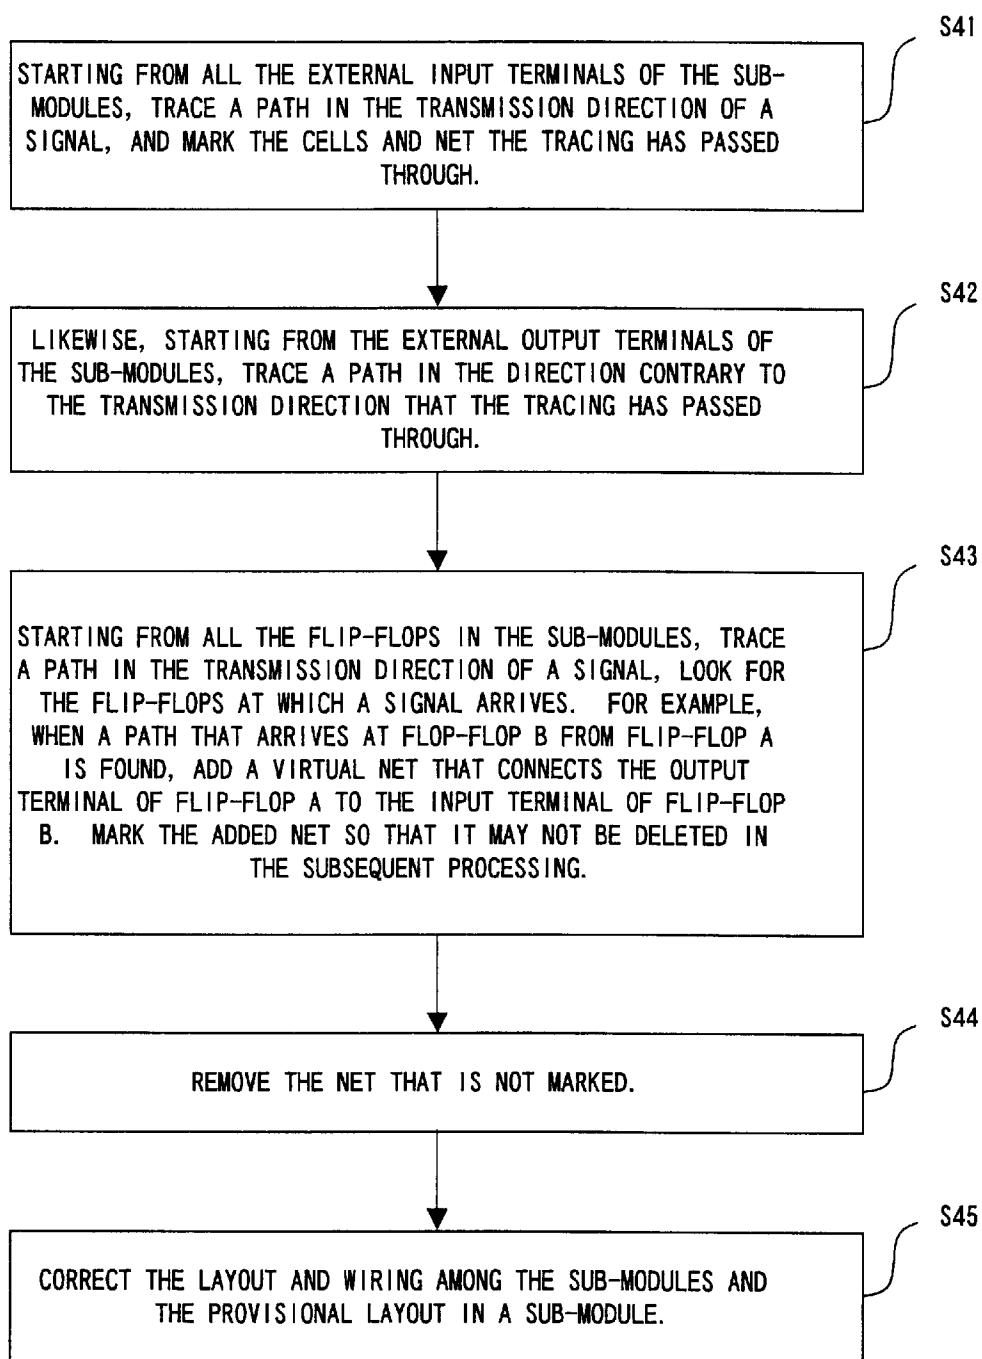 S41
STARTING FROM ALL THE EXTERNAL INPUT TERMINALS OF THE SUB-
MODULES, TRACE A PATH IN THE TRANSMISSION DIRECTION OF A
SIGNAL, AND MARK THE CELLS AND NET THE TRACING HAS PASSED
THROUGH.
S42
LIKEWISE, STARTING FROM THE EXTERNAL OUTPUT TERMINALS OF
THE SUB-MODULES, TRACE A PATH IN THE DIRECTION CONTRARY TO
THE TRANSMISSION DIRECTION THAT THE TRACING HAS PASSED
THROUGH.
S43
STARTING FROM ALL THE FLIP-FLOPS IN THE SUB-MODULES, TRACE
A PATH IN THE TRANSMISSION DIRECTION OF A SIGNAL, LOOK FOR
THE FLIP-FLOPS AT WHICH A SIGNAL ARRIVES. FOR EXAMPLE,
WHEN A PATH THAT ARRIVES AT FLOP-FLOP B FROM FLIP-FLOP A
IS FOUND, ADD A VIRTUAL NET THAT CONNECTS THE OUTPUT
TERMINAL OF FLIP-FLOP A TO THE INPUT TERMINAL OF FLIP-FLOP
B. MARK THE ADDED NET SO THAT IT MAY NOT BE DELETED IN
THE SUBSEQUENT PROCESSING.
S44
REMOVE THE NET THAT IS NOT MARKED.
S45
CORRECT THE LAYOUT AND WIRING AMONG THE SUB-MODULES AND
THE PROVISIONAL LAYOUT IN A SUB-MODULE.